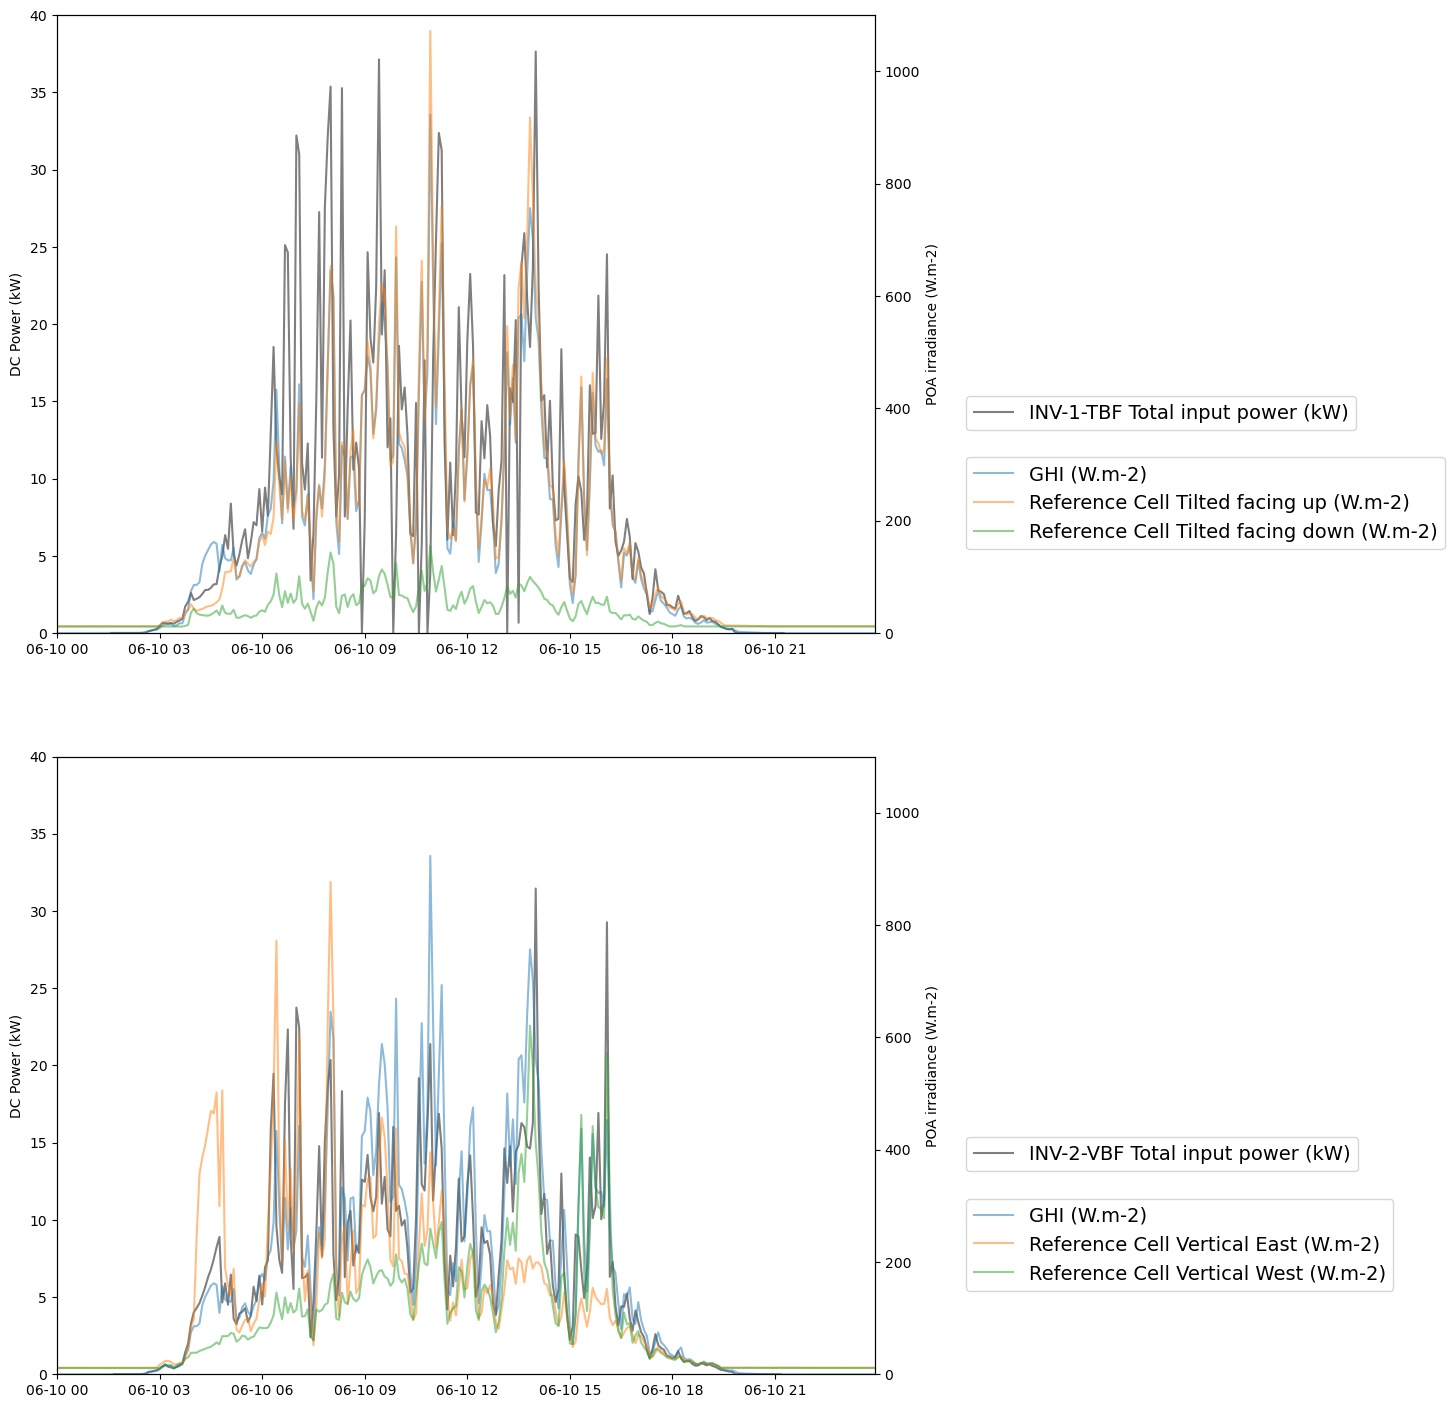 40
35
30
25
20
15
10
5
0
DC Power (kW)
1000
800
600
400
200
0
POA irradiance (W.m-2)
06-10 00 06-10 03 06-10 06 06-10 09 06-10 12 06-10 15 06-10 18 06-10 21
INV-1-TBF Total input power (kW)
GHI (W.m-2)
Reference Cell Tilted facing up (W.m-2)
Reference Cell Tilted facing down (W.m-2)
40
35
30
25
20
15
10
5
0
DC Power (kW)
1000
800
600
400
200
0
POA irradiance (W.m-2)
06-10 00 06-10 03 06-10 06 06-10 09 06-10 12 06-10 15 06-10 18 06-10 21
INV-2-VBF Total input power (kW)
GHI (W.m-2)
Reference Cell Vertical East (W.m-2)
Reference Cell Vertical West (W.m-2)